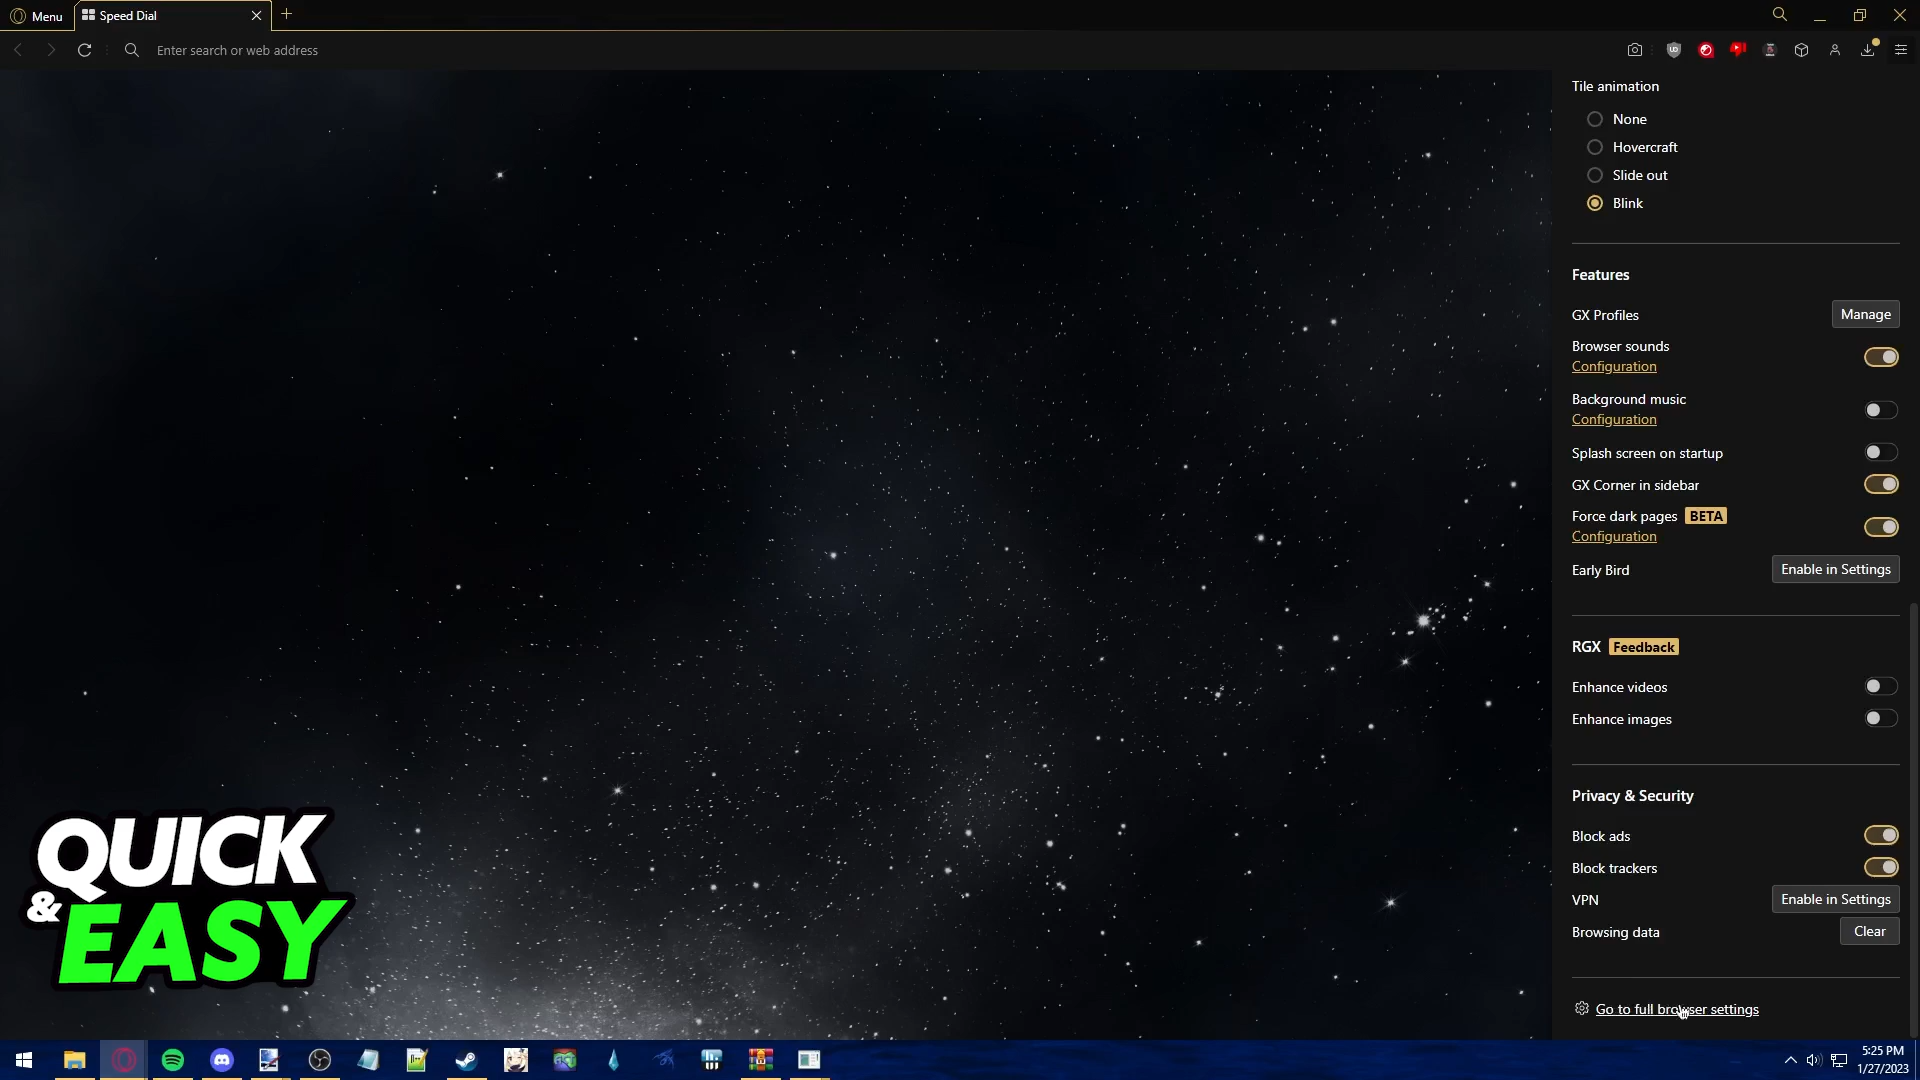 Menu
Speed Dial
Enter search or web address
Tile animation
None
Hovercraft
Slide out
Blink
Features
GX Profiles
Manage
Browser sounds
Configuration
Background music
Configuration
Splash screen on startup
GX Corner in sidebar
Force dark pages BETA
Configuration
Early Bird
Enable in Settings
RGX Feedback
Enhance videos
Enhance images
Privacy & Security
Block ads
Block trackers
VPN
Enable in Settings
Browsing data
Clear
Go to full browser settings
QUICK
& EASY
5:25 PM
1/27/2023